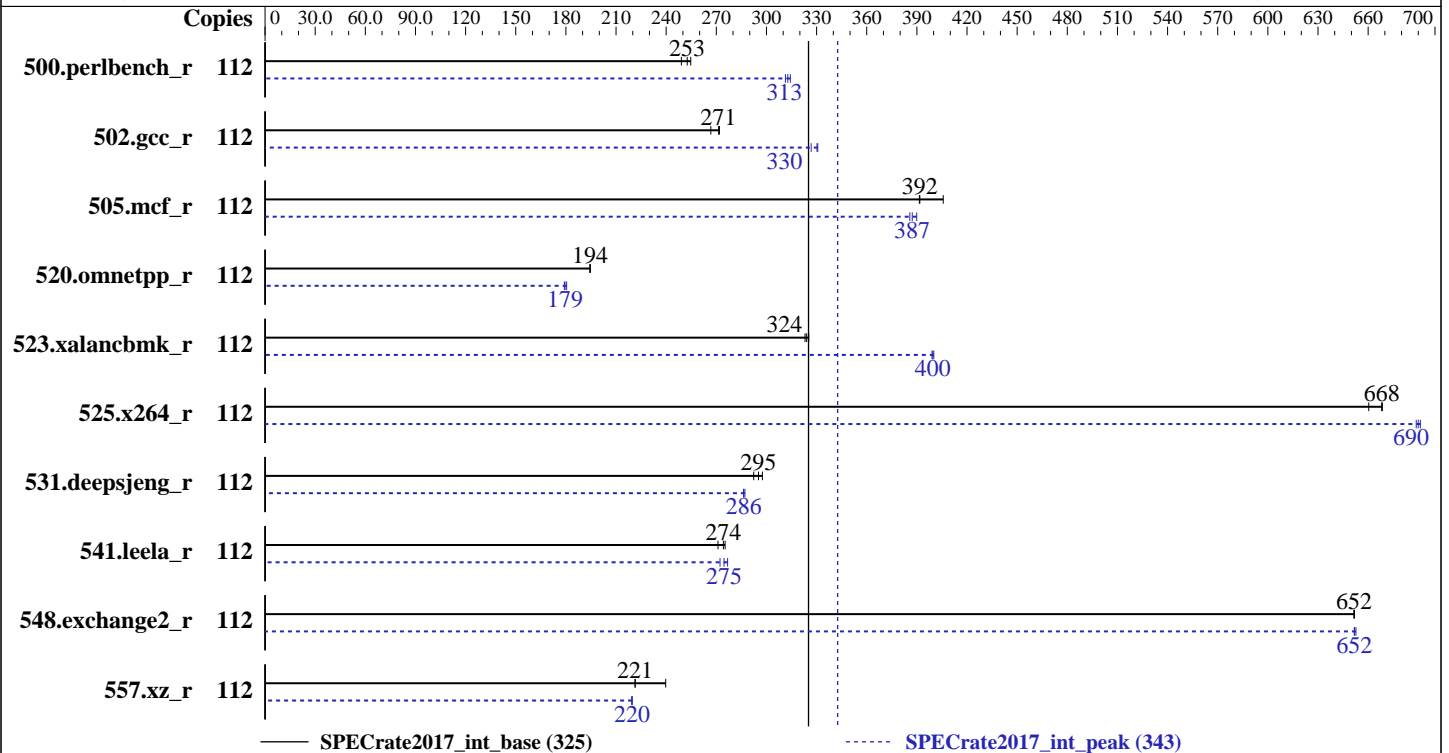 Copies 0 30.0 60.0 90.0 120 150 180 210 240 270 300 330 360 390 420 450 480 510 540 570 600 630 660 700
500.perlbench_r 112 253
313
502.gcc_r 112 271
330
505.mcf_r 112 392
387
520.omnetpp_r 112 194
179
523.xalancbmk_r 112 324
400
525.x264_r 112 668
690
531.deepsjeng_r 112 295
286
541.leela_r 112 274
275
548.exchange2_r 112 652
652
557.xz_r 112 221
220
SPECrate2017_int_base (325) SPECrate2017_int_peak (343)